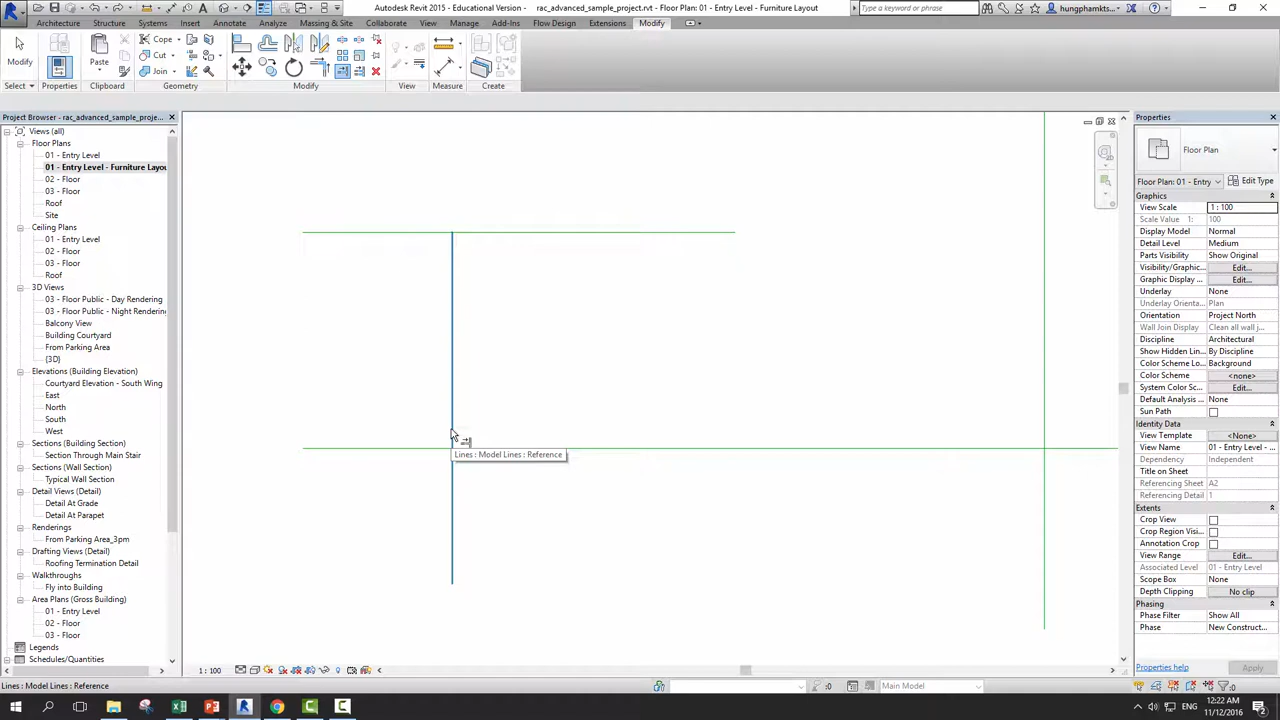 Autodesk Revit 2015 - Educational Version - rac_advanced_sample_project.rvt - Floor Plan: 01 - Entry Level - Furniture Layout
Type a keyword or phrase
hungphamkts...
Architecture Structure Systems Insert Annotate Analyze Massing & Site Collaborate View Manage Add-Ins Flow Design Extensions Modify
Modify
Paste
Cope
Cut
Join
Select Properties Clipboard Geometry Modify View Measure Create
Project Browser - rac_advanced_sample_proje...
Views (all)
Floor Plans
01 - Entry Level
01 - Entry Level - Furniture Layou
02 - Floor
03 - Floor
Roof
Site
Ceiling Plans
01 - Entry Level
02 - Floor
03 - Floor
Roof
3D Views
03 - Floor Public - Day Rendering
03 - Floor Public - Night Rendering
Balcony View
Building Courtyard
From Parking Area
{3D}
Elevations (Building Elevation)
Courtyard Elevation - South Wing
East
North
South
West
Sections (Building Section)
Section Through Main Stair
Sections (Wall Section)
Typical Wall Section
Detail Views (Detail)
Detail At Grade
Detail At Parapet
Renderings
From Parking Area_3pm
Drafting Views (Detail)
Roofing Termination Detail
Walkthroughs
Fly into Building
Area Plans (Gross Building)
01 - Entry Level
02 - Floor
03 - Floor
Legends
Schedules/Quantities
Lines : Model Lines : Reference
Properties
Floor Plan
Floor Plan: 01 - Entry Edit Type
Graphics
View Scale 1 : 100
Scale Value 1: 100
Display Model Normal
Detail Level Medium
Parts Visibility Show Original
Visibility/Graphic... Edit...
Graphic Display ... Edit...
Underlay None
Underlay Orienta... Plan
Orientation Project North
Wall Join Display Clean all wall j...
Discipline Architectural
Show Hidden Lin... By Discipline
Color Scheme Lo... Background
Color Scheme <none>
System Color Sc... Edit...
Default Analysis ... None
Sun Path
Identity Data
View Template <None>
View Name 01 - Entry Level - ...
Dependency Independent
Title on Sheet
Referencing Sheet A2
Referencing Detail 1
Extents
Crop View
Crop Region Visi...
Annotation Crop
View Range Edit...
Associated Level 01 - Entry Level
Scope Box None
Depth Clipping No clip
Phasing
Phase Filter Show All
Phase New Construct...
Properties help Apply
1 : 100
Lines : Model Lines : Reference
:0
Main Model
:0
ENG
12:22 AM
11/12/2016
2